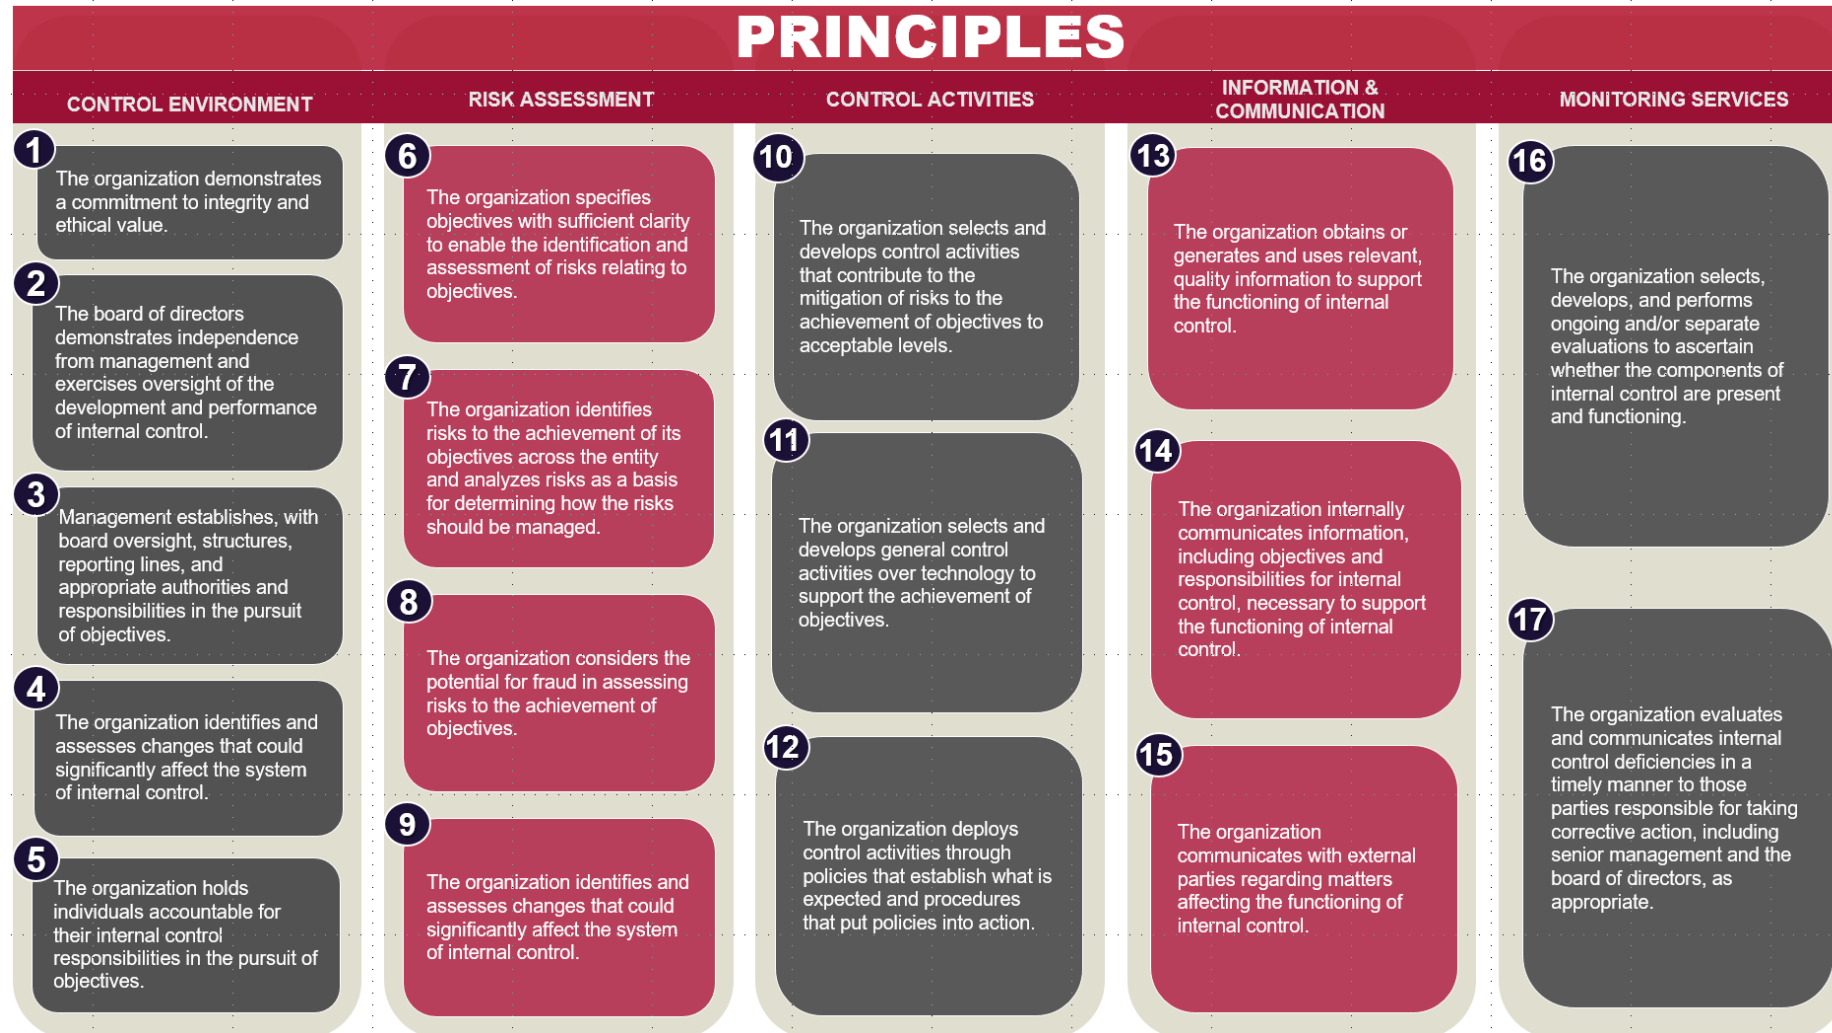 PRINCIPLES
CONTROL ENVIRONMENT
1
The organization demonstrates
a commitment to integrity and
ethical value.
2
The board of directors
demonstrates independence
from management and
exercises oversight of the
development and performance
of internal control.
3
Management establishes, with
board oversight, structures,
reporting lines, and
appropriate authorities and
responsibilities in the pursuit
of objectives.
4
The organization identifies and
assesses changes that could
significantly affect the system
of internal control.
5
The organization holds
individuals accountable for
their internal control
responsibilities in the pursuit of
objectives.
RISK ASSESSMENT
6
The organization specifies
objectives with sufficient clarity
to enable the identification and
assessment of risks relating to
objectives.
7
The organization identifies
risks to the achievement of its
objectives across the entity
and analyzes risks as a basis
for determining how the risks
should be managed.
8
The organization considers the
potential for fraud in assessing
risks to the achievement of
objectives.
9
The organization identifies and
assesses changes that could
significantly affect the system
of internal control.
CONTROL ACTIVITIES
10
The organization selects and
develops control activities
that contribute to the
mitigation of risks to the
achievement of objectives to
acceptable levels.
11
The organization selects and
develops general control
activities over technology to
support the achievement of
objectives.
12
The organization deploys
control activities through
policies that establish what is
expected and procedures
that put policies into action.
INFORMATION &
COMMUNICATION
13
The organization obtains or
generates and uses relevant,
quality information to support
the functioning of internal
control.
14
The organization internally
communicates information,
including objectives and
responsibilities for internal
control, necessary to support
the functioning of internal
control.
15
The organization
communicates with external
parties regarding matters
affecting the functioning of
internal control.
MONiTORiNG SERViCES
16
The organization selects,
develops, and performs
ongoing and/or separate
evaluations to ascertain
whether the components of
internal control are present
and functioning.
17
The organization evaluates
and communicates internal
control deficiencies in a
timely manner to those
parties responsible for taking
corrective action, including
senior management and the
board of directors, as
appropriate.